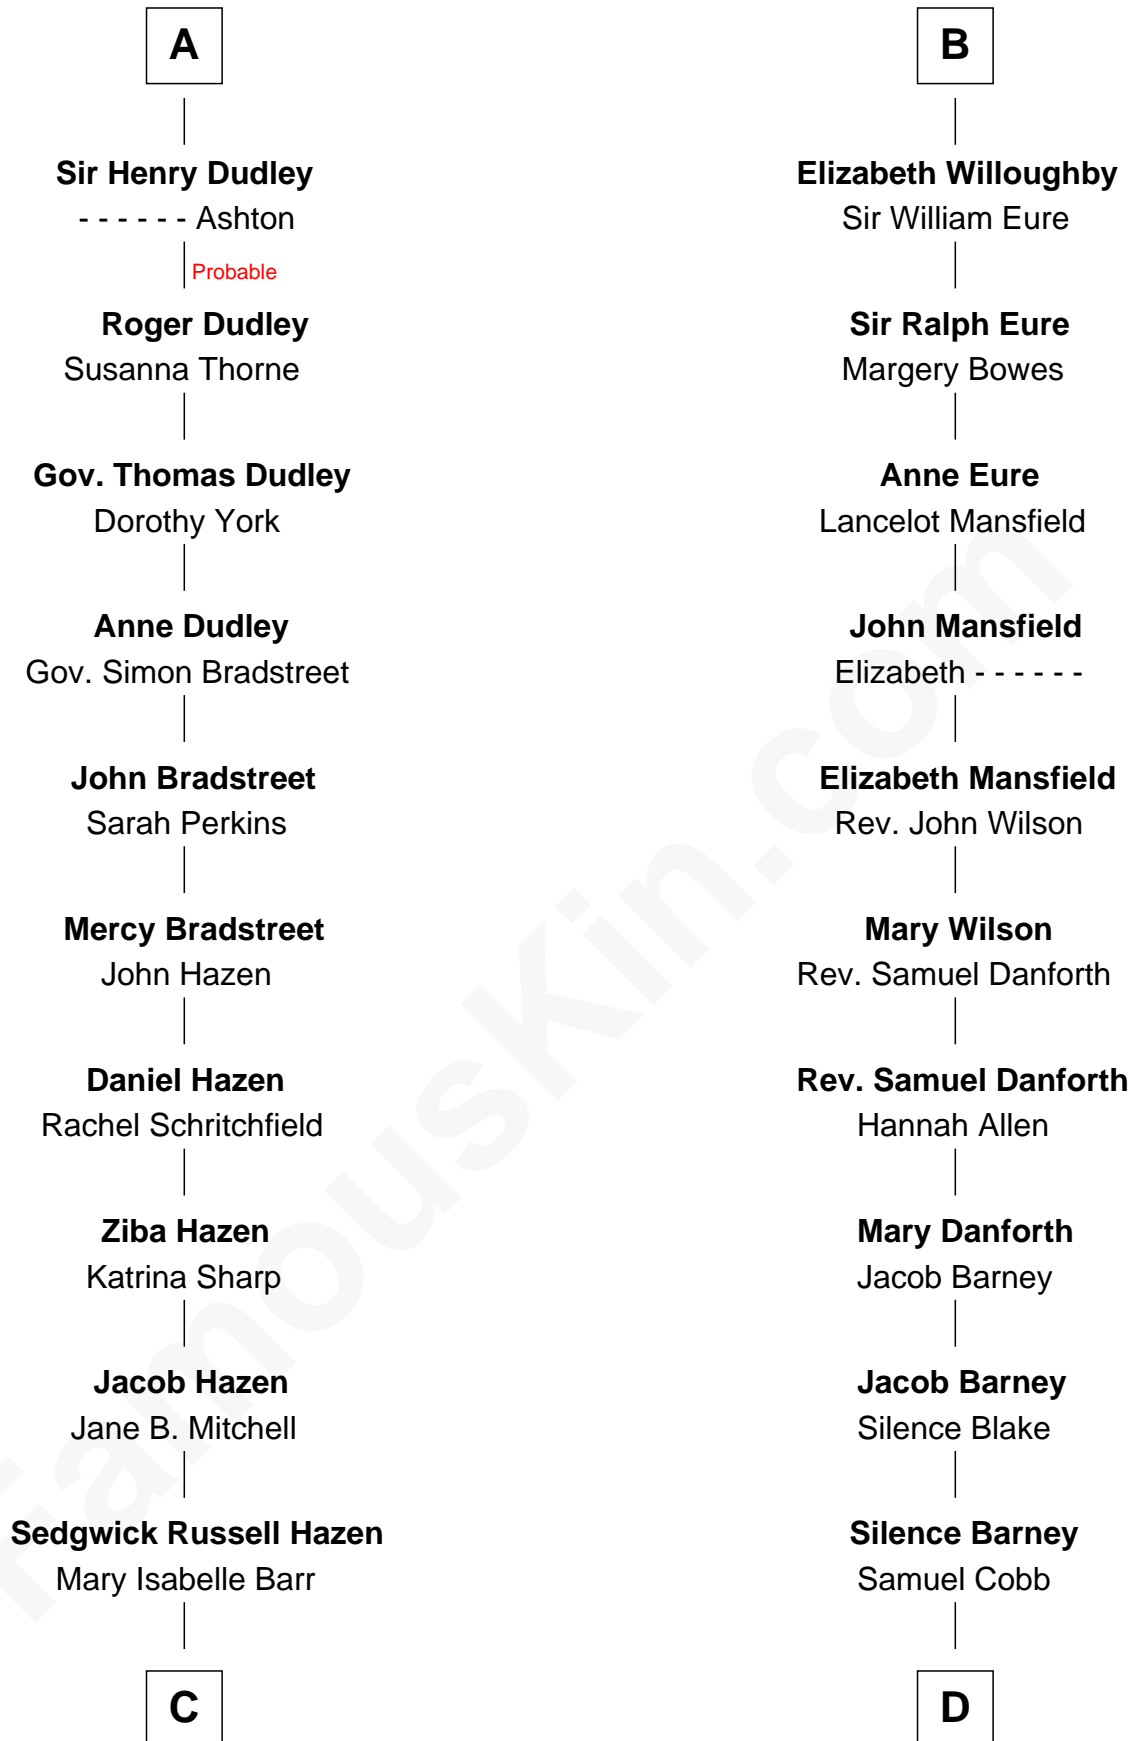 A
Sir Henry Dudley
- - - - - - Ashton
Probable
Roger Dudley
Susanna Thorne
Gov. Thomas Dudley
Dorothy York
Anne Dudley
Gov. Simon Bradstreet
John Bradstreet
Sarah Perkins
Mercy Bradstreet
John Hazen
Daniel Hazen
Rachel Schritchfield
Ziba Hazen
Katrina Sharp
Jacob Hazen
Jane B. Mitchell
Sedgwick Russell Hazen
Mary Isabelle Barr
C
B
Elizabeth Willoughby
Sir William Eure
Sir Ralph Eure
Margery Bowes
Anne Eure
Lancelot Mansfield
John Mansfield
Elizabeth - - - - - -
Elizabeth Mansfield
Rev. John Wilson
Mary Wilson
Rev. Samuel Danforth
Rev. Samuel Danforth
Hannah Allen
Mary Danforth
Jacob Barney
Jacob Barney
Silence Blake
Silence Barney
Samuel Cobb
D
FamousKin.com